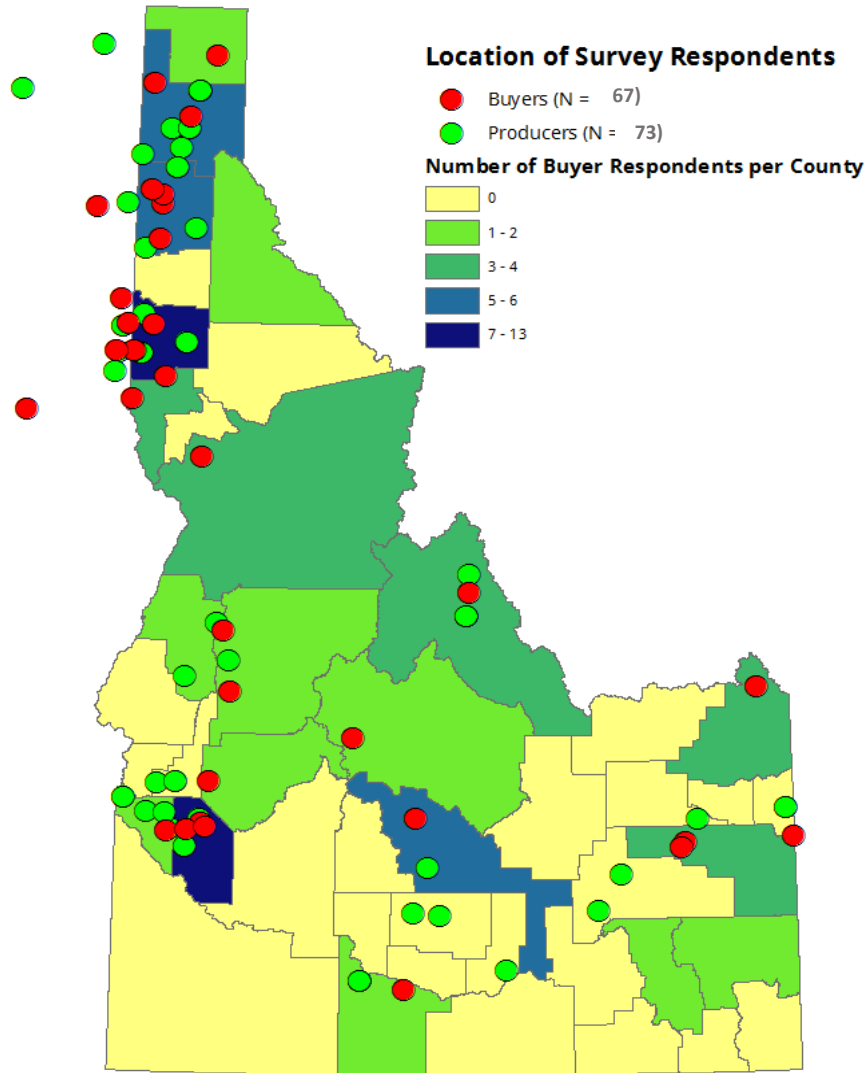 Location of Survey Respondents
Buyers (N = 67)
Producers (N = 73)
Number of Buyer Respondents per County
0
1 - 2
3 - 4
5 - 6
7 - 13